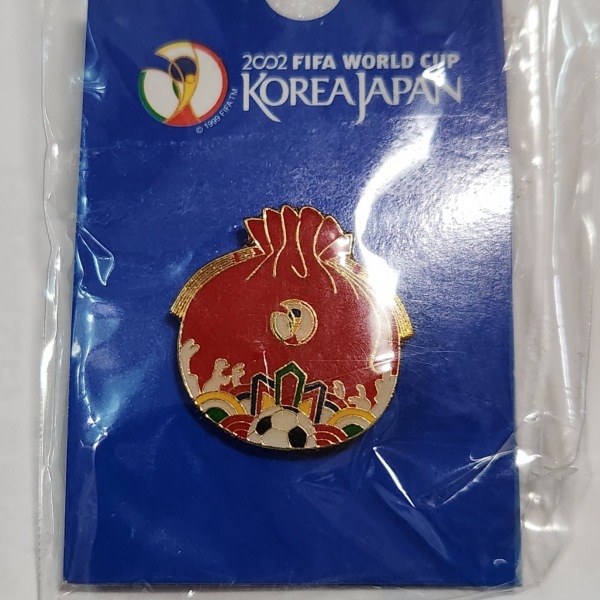 2002 FIFA WORLD CUP
KOREA JAPAN
© 1999 FIFA TM